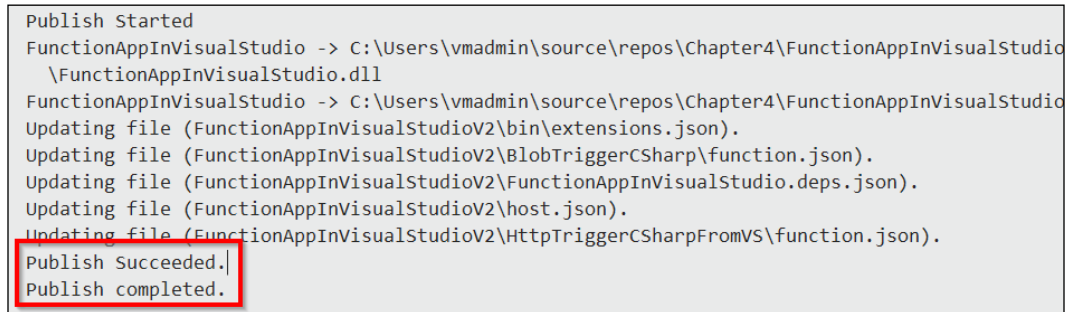 Publish Started
FunctionAppInVisualStudio -> C:\Users\vmadmin\source\repos\Chapter4\FunctionAppInVisualStudio
\FunctionAppInVisualStudio.dll
FunctionAppInVisualStudio -> C:\Users\vmadmin\source\repos\Chapter4\FunctionAppInVisualStudio
Updating file (FunctionAppInVisualStudioV2\bin\extensions.json).
Updating file (FunctionAppInVisualStudioV2\BlobTriggerCSharp\function.json).
Updating file (FunctionAppInVisualStudioV2\FunctionAppInVisualStudio.deps.json).
Updating file (FunctionAppInVisualStudioV2\host.json).
Updating file (FunctionAppInVisualStudioV2\HttpTriggerCSharpFromVS\function.json).
Publish Succeeded.
Publish completed.